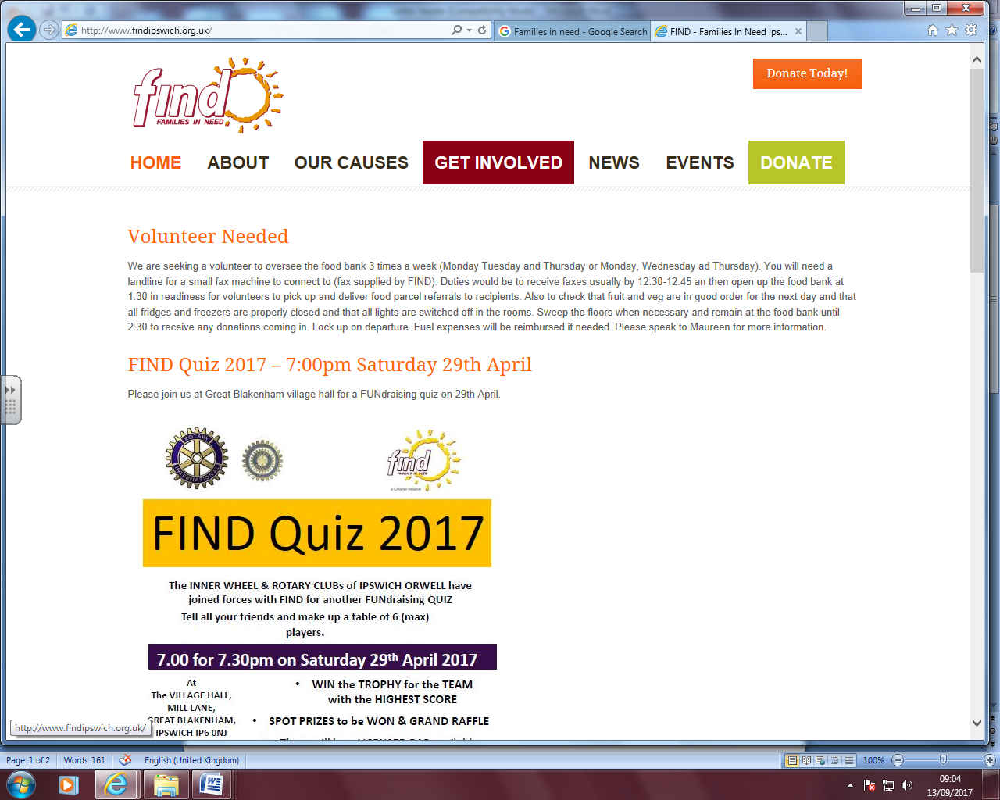 http://www.findipswich.org.uk/
Families in need - Google Search
FIND - Families In Need Ips...
find
FAMILIES IN NEED
Donate Today!
HOME
ABOUT
OUR CAUSES
GET INVOLVED
NEWS
EVENTS
DONATE
Volunteer Needed
We are seeking a volunteer to oversee the food bank 3 times a week (Monday Tuesday and Thursday or Monday, Wednesday ad Thursday). You will need a
landline for a small fax machine to connect to (fax supplied by FIND). Duties would be to receive faxes usually by 12.30-12.45 an then open up the food bank at
1.30 in readiness for volunteers to pick up and deliver food parcel referrals to recipients. Also to check that fruit and veg are in good order for the next day and that
all fridges and freezers are properly closed and that all lights are switched off in the rooms. Sweep the floors when necessary and remain at the food bank until
2.30 to receive any donations coming in. Lock up on departure. Fuel expenses will be reimbursed if needed. Please speak to Maureen for more information.
FIND Quiz 2017 – 7:00pm Saturday 29th April
Please join us at Great Blakenham village hall for a FUNdraising quiz on 29th April.
ROTARY
INTERNATIONAL
find
FAMILIES IN NEED
a Christian initiative
FIND Quiz 2017
The INNER WHEEL & ROTARY CLUBs of IPSWICH ORWELL have
joined forces with FIND for another FUNdraising QUIZ
Tell all your friends and make up a table of 6 (max)
players.
7.00 for 7.30pm on Saturday 29th April 2017
At
The VILLAGE HALL,
MILL LANE,
GREAT BLAKENHAM,
IPSWICH IP6 0NJ
• WIN the TROPHY for the TEAM
with the HIGHEST SCORE
• SPOT PRIZES to be WON & GRAND RAFFLE
http://www.findipswich.org.uk/
Page: 1 of 2
Words: 161
English (United Kingdom)
100%
09:04
13/09/2017